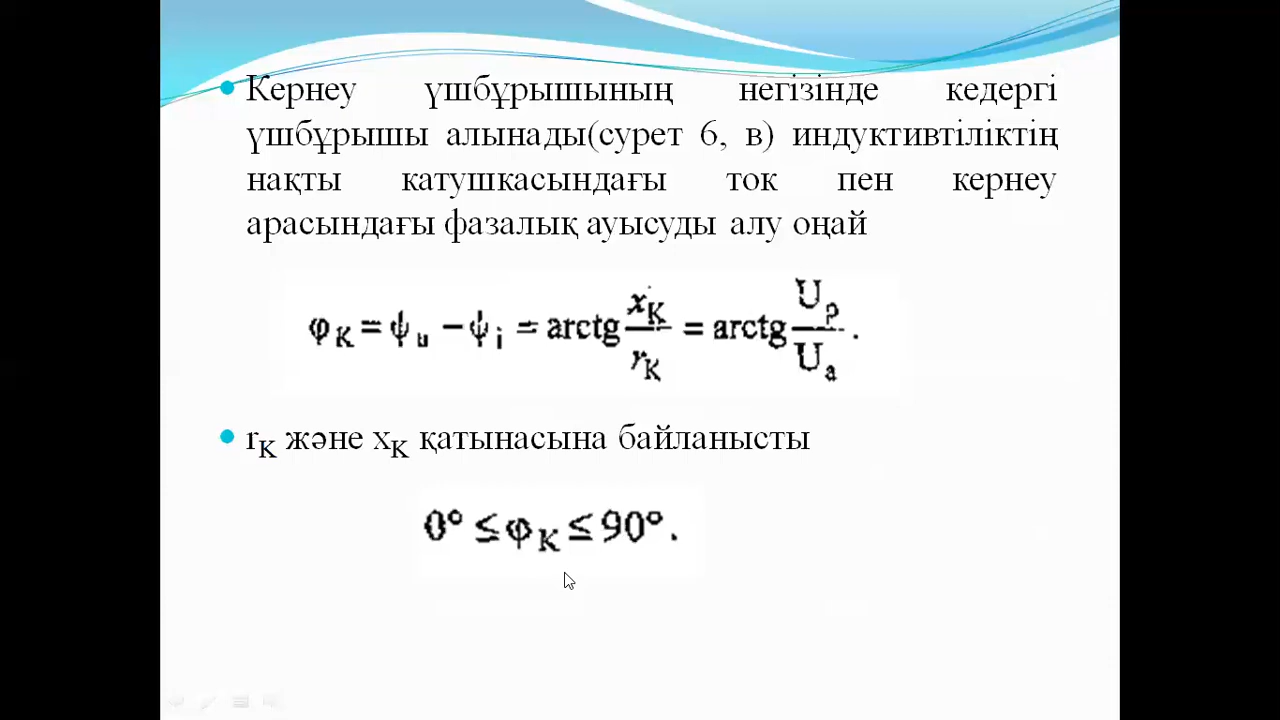 Кернеу үшбұрышының негізінде кедергі
үшбұрышы алынады(сурет 6, в) индуктивтіліктің
нақты катушкасындағы ток пен кернеу
арасындағы фазалық ауысуды алу оңай
φK = ψu − ψi = arctg xK/rK = arctg Up/Ua .
rK және xK қатынасына байланысты
0° ≤ φK ≤ 90°.